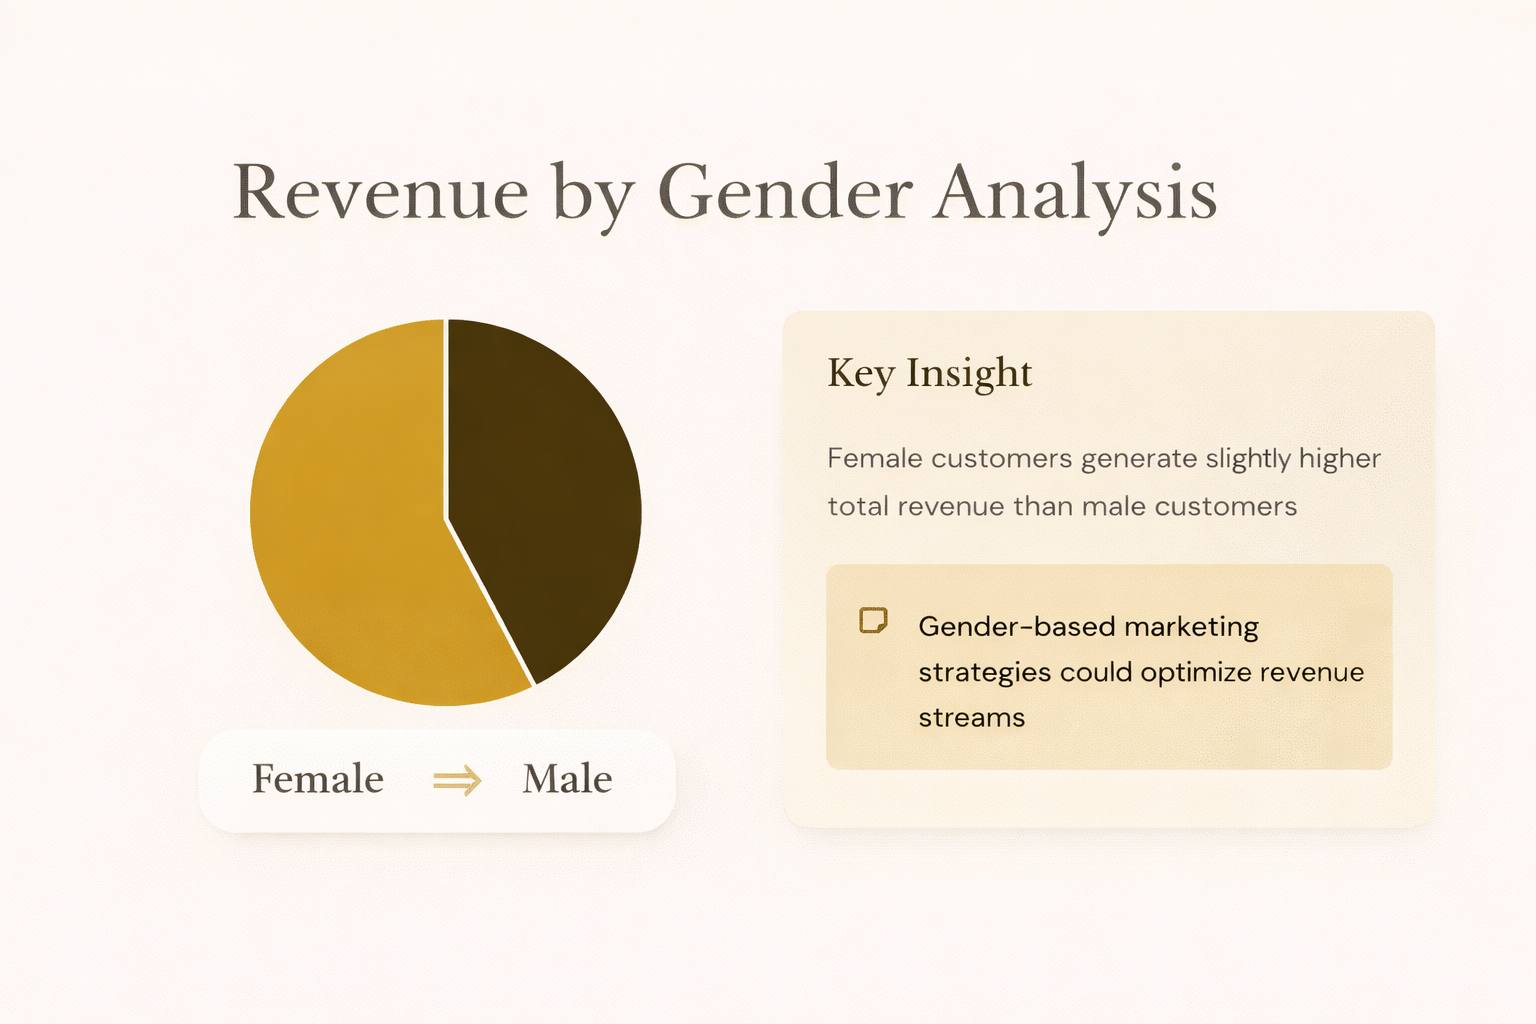 Revenue by Gender Analysis
Key Insight
Female customers generate slightly higher
total revenue than male customers
Gender-based marketing
strategies could optimize revenue
streams
Female ⇒ Male